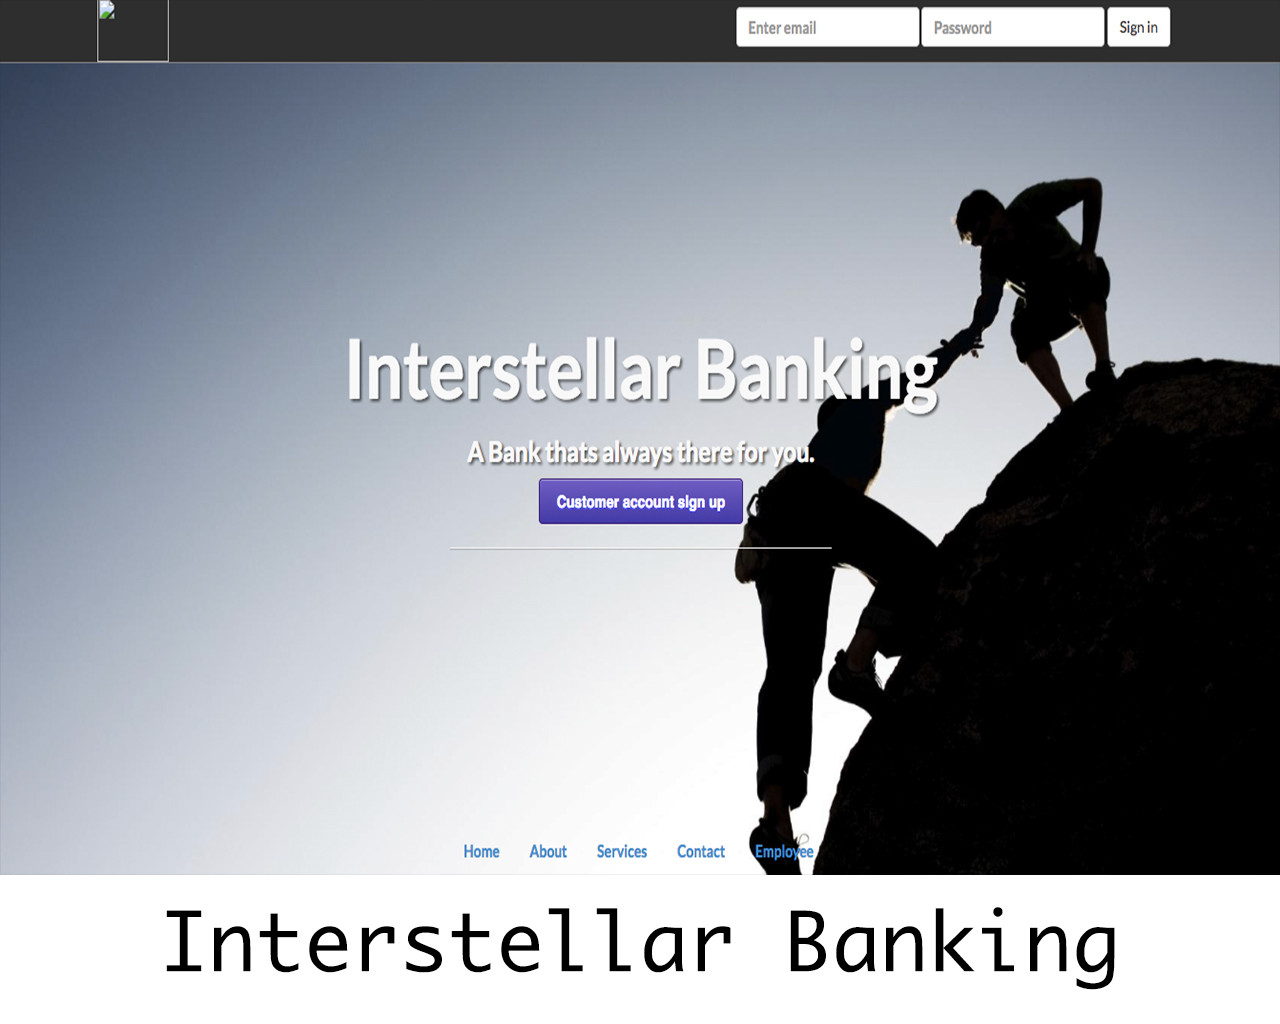 Enter email Password Sign in
Interstellar Banking
A Bank thats always there for you.
Customer account sign up
Home About Services Contact Employee
Interstellar Banking